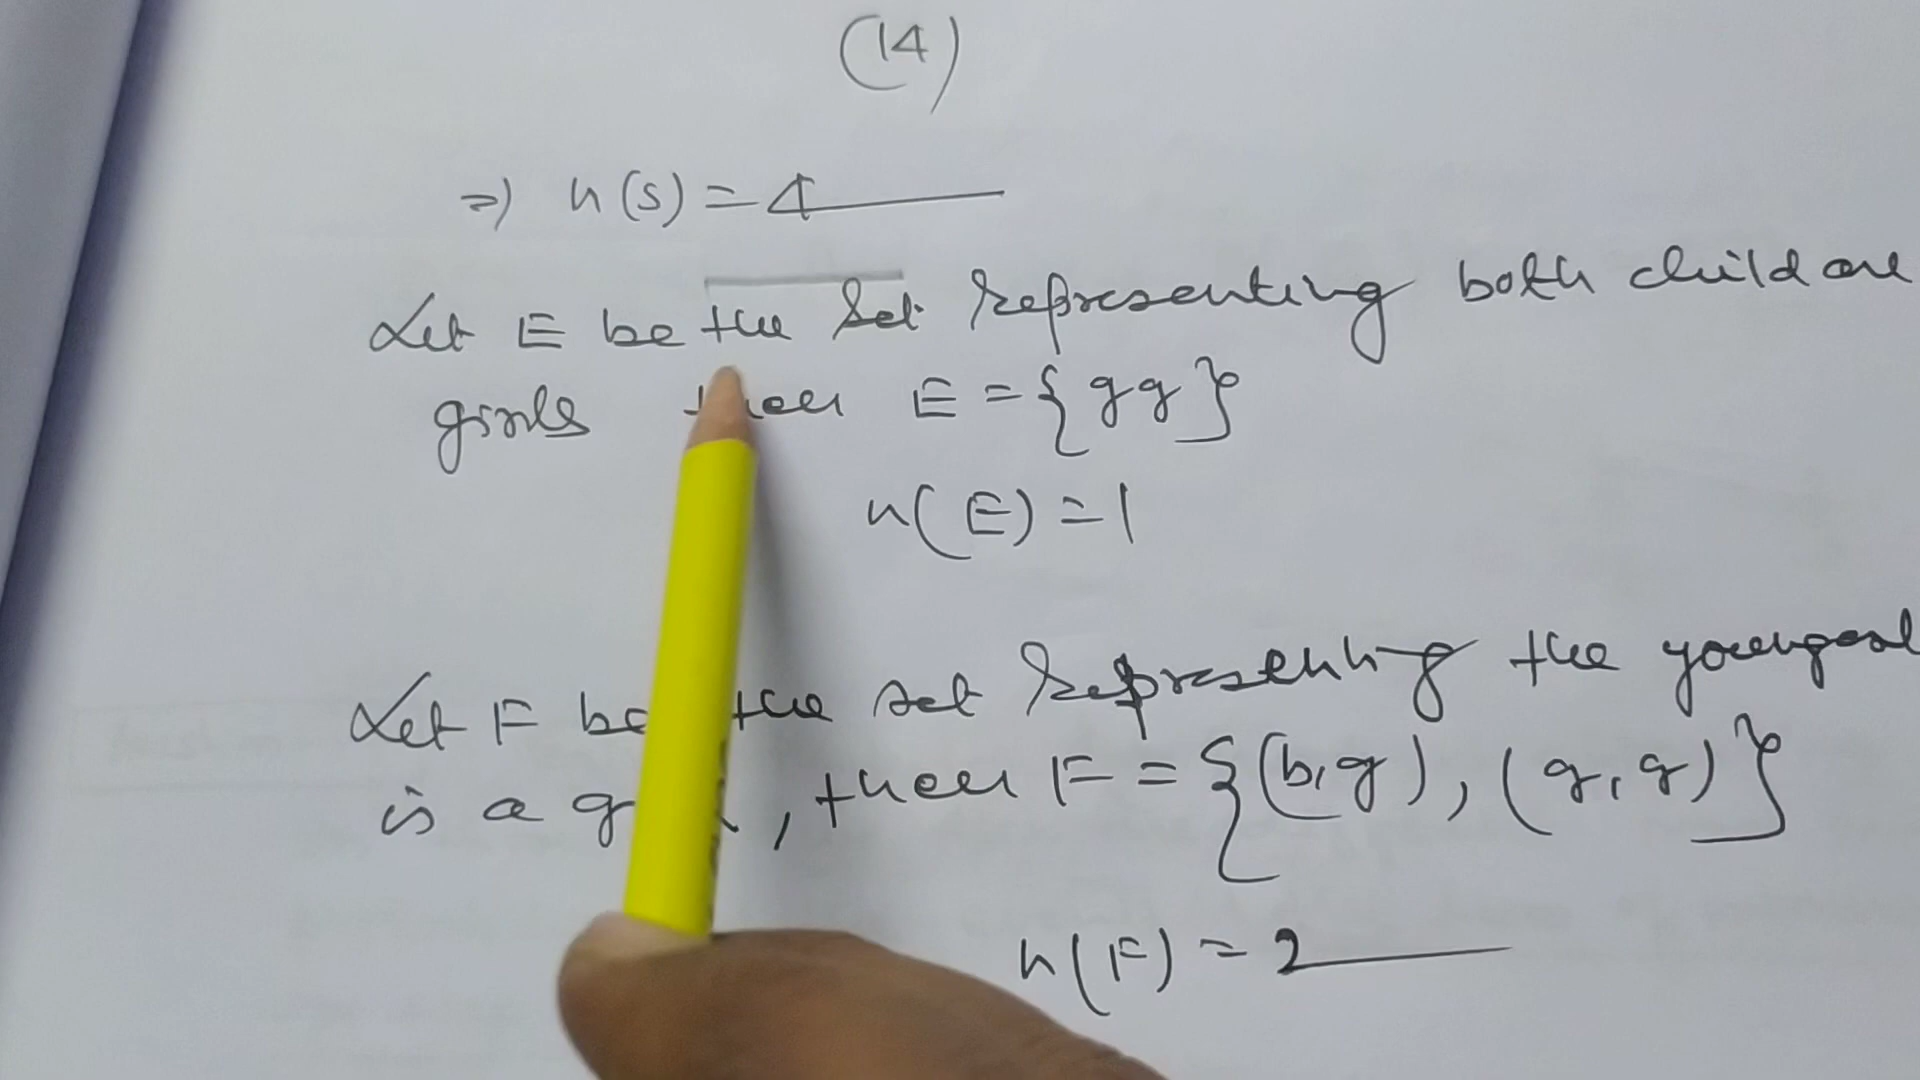 (14)
=) n(s) = 4
Let E be the set representing both child are
girls then E = {gg}
n(E) = 1
Let F be the set representing the youngest
is a g , then F = {(b,g), (g,g)}
n(F) = 2